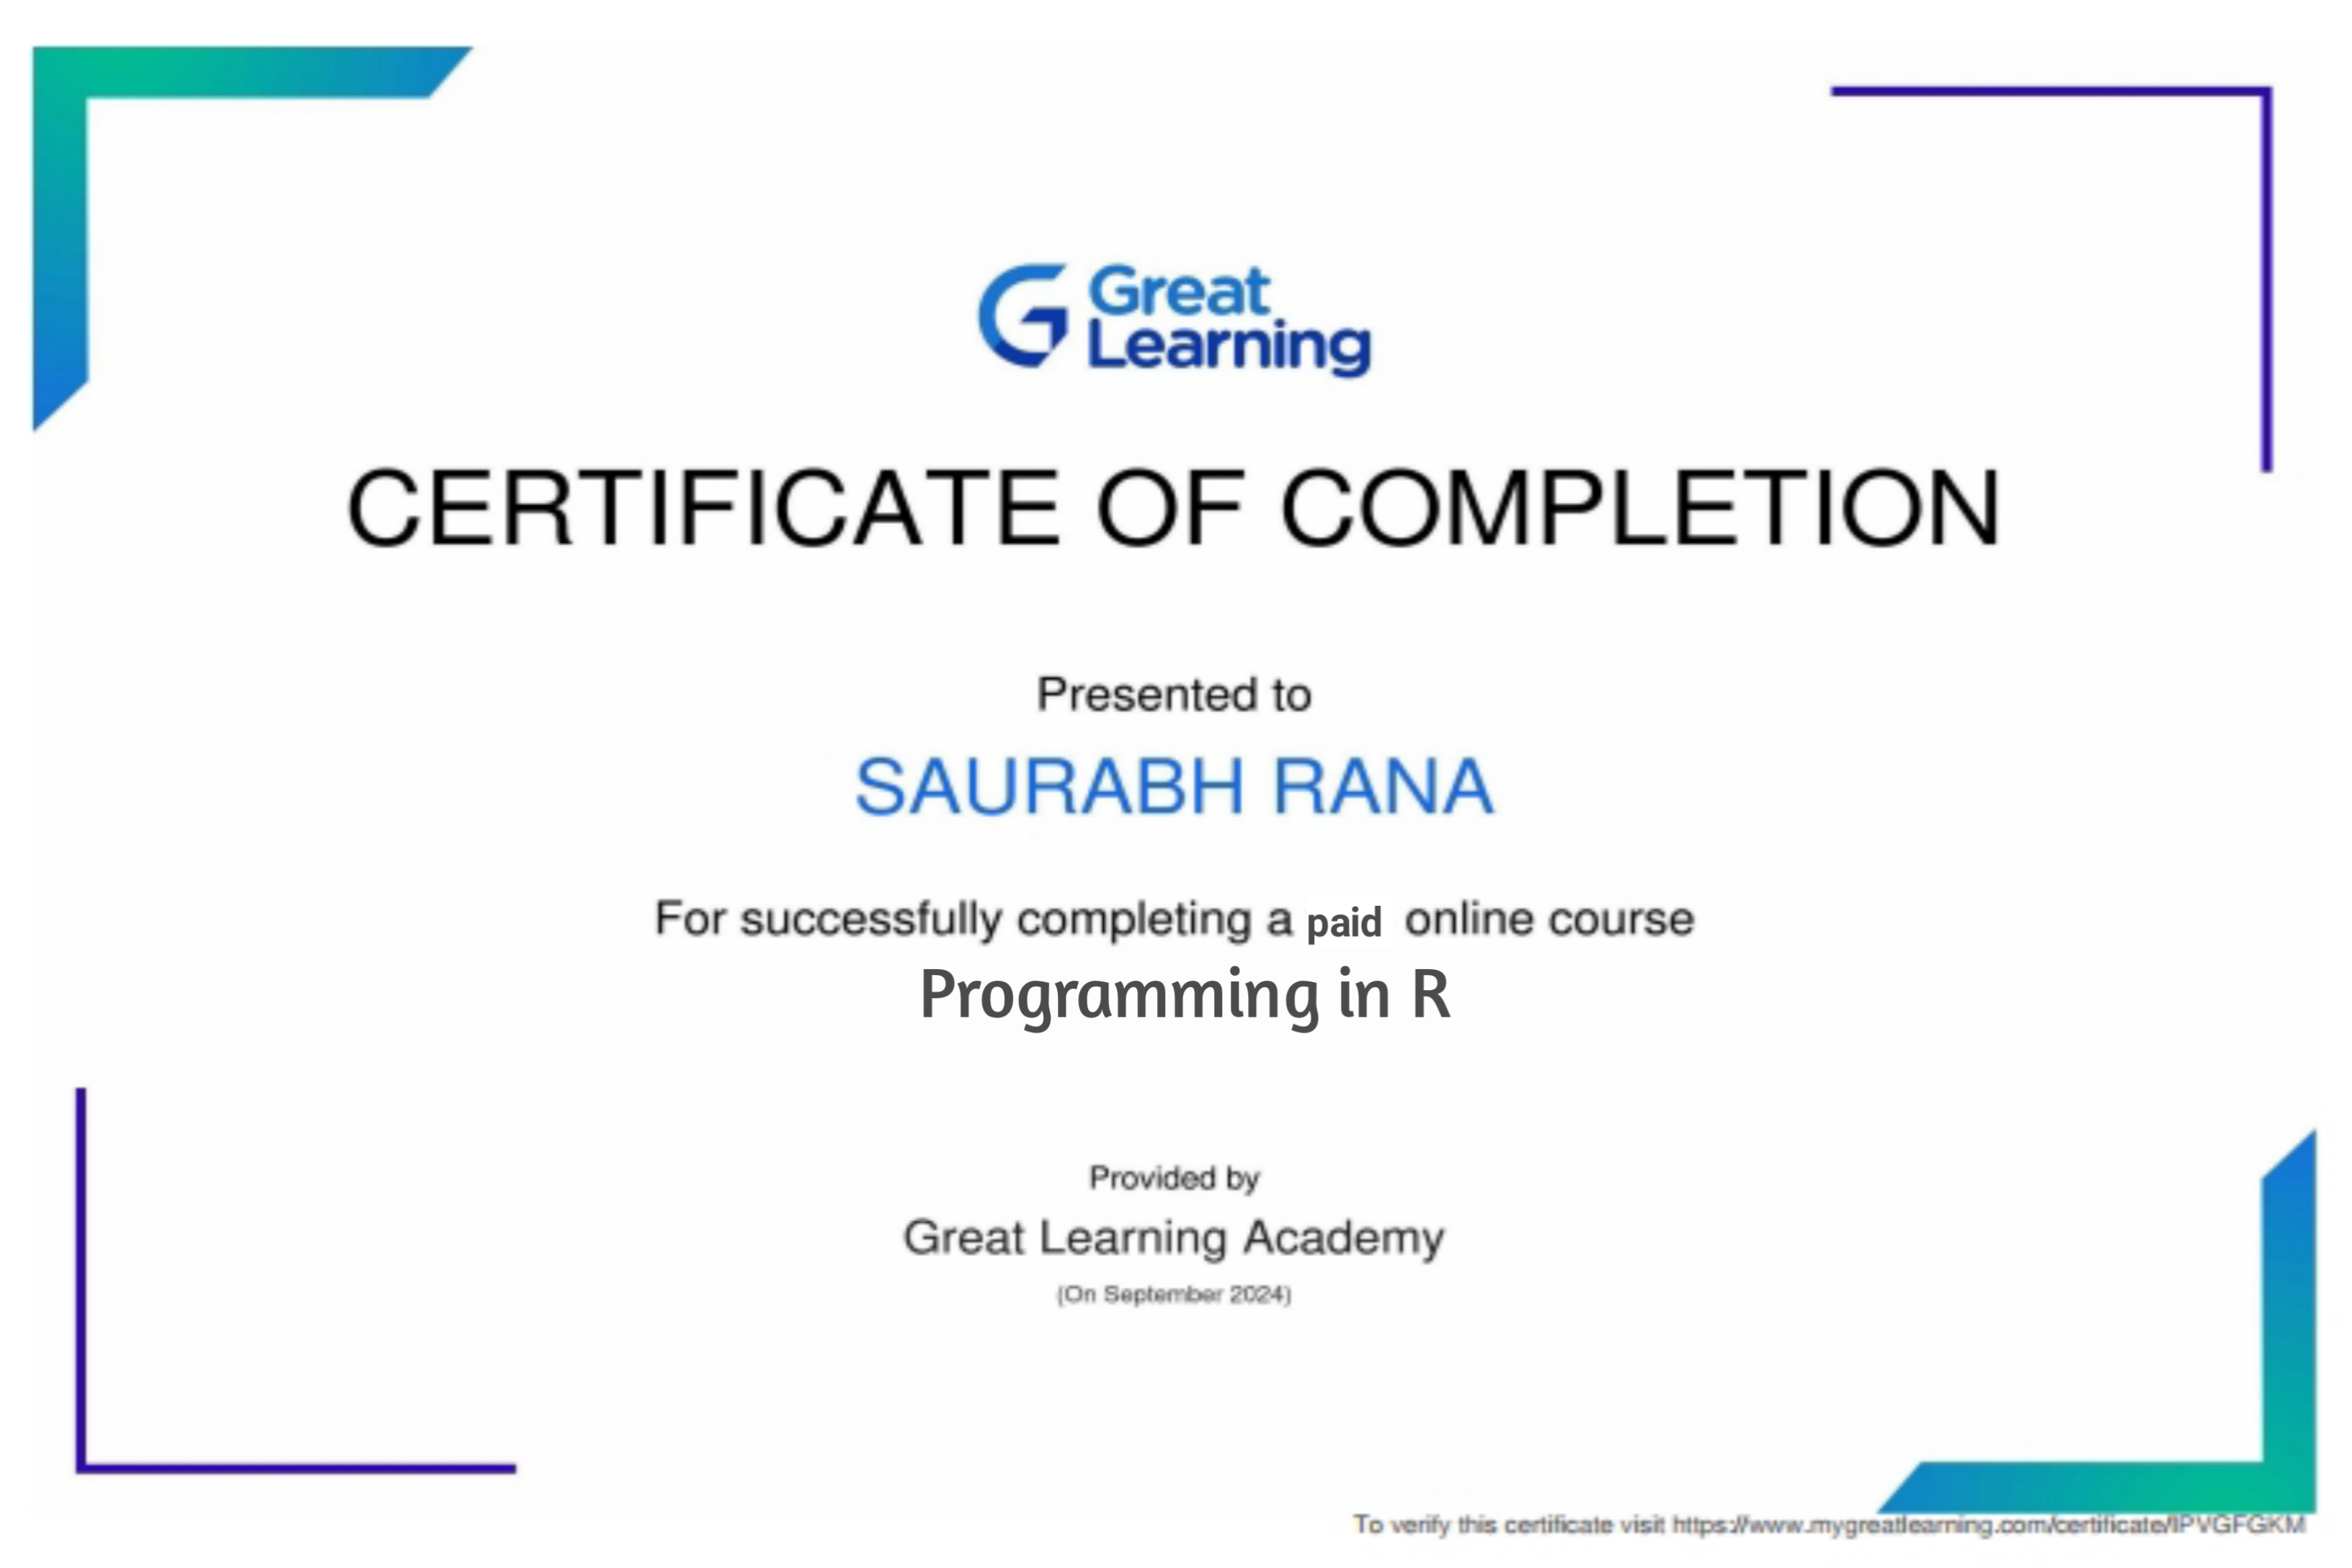 Great
Learning
CERTIFICATE OF COMPLETION
Presented to
SAURABH RANA
For successfully completing a paid online course
Programming in R
Provided by
Great Learning Academy
(On September 2024)
To verify this certificate visit https://www.mygreatlearning.com/certificate/IPVGFGKM